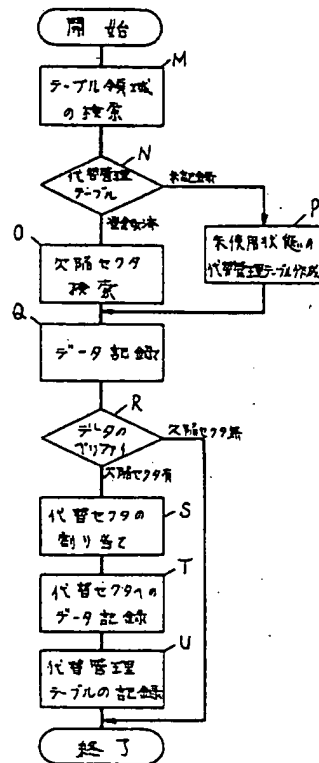 開始
M
テーブル領域
の検索
N
代替管理
テーブル
未記録
登録済み
P
O
欠陥セクタ
検索
未使用状態の
代替管理テーブル作成
Q
データ記録
R
データの
ベリファイ
欠陥セクタ無
欠陥セクタ有
S
代替セクタの
割り当て
T
代替セクタへの
データ記録
U
代替管理
テーブルの記録
終了